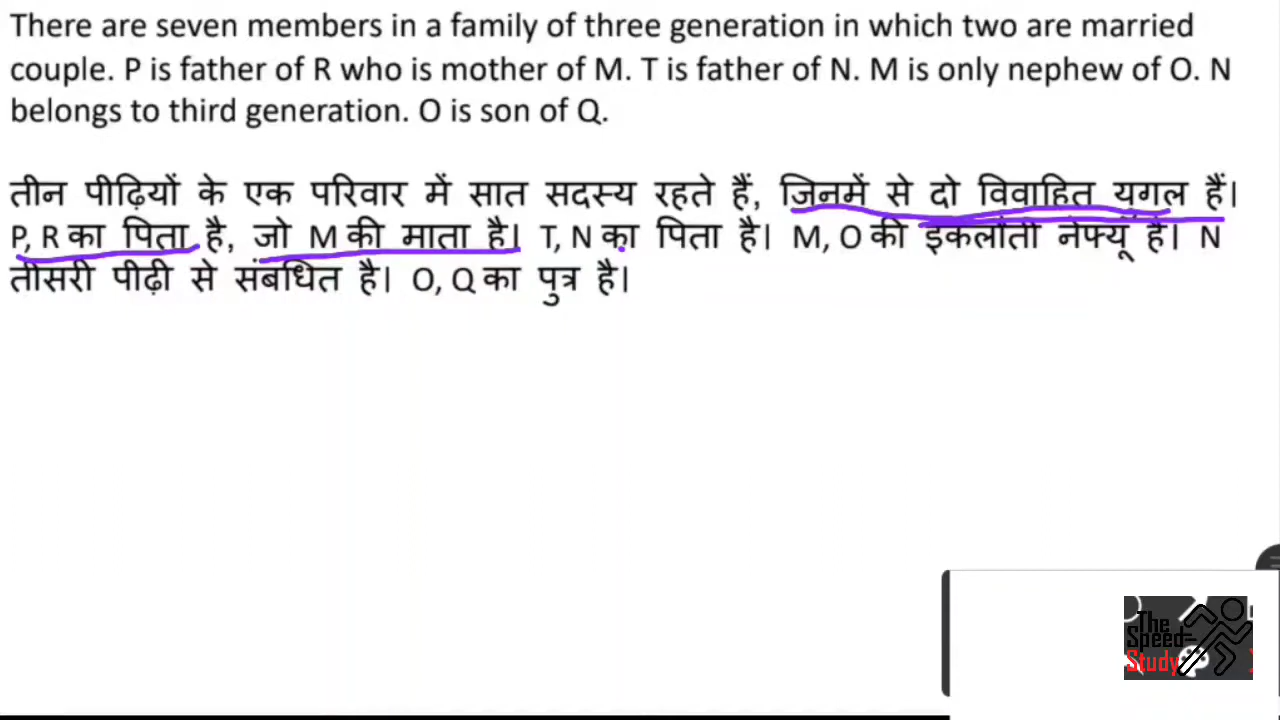 There are seven members in a family of three generation in which two are married
couple. P is father of R who is mother of M. T is father of N. M is only nephew of O. N
belongs to third generation. O is son of Q.
तीन पीढ़ियों के एक परिवार में सात सदस्य रहते हैं, जिनमें से दो विवाहित युगल हैं।
P, R का पिता है, जो M की माता है। T, N का पिता है। M, O की इकलौती नेफ्यू है। N
तीसरी पीढ़ी से संबधित है। O, Q का पुत्र है।
The
Speed
Study